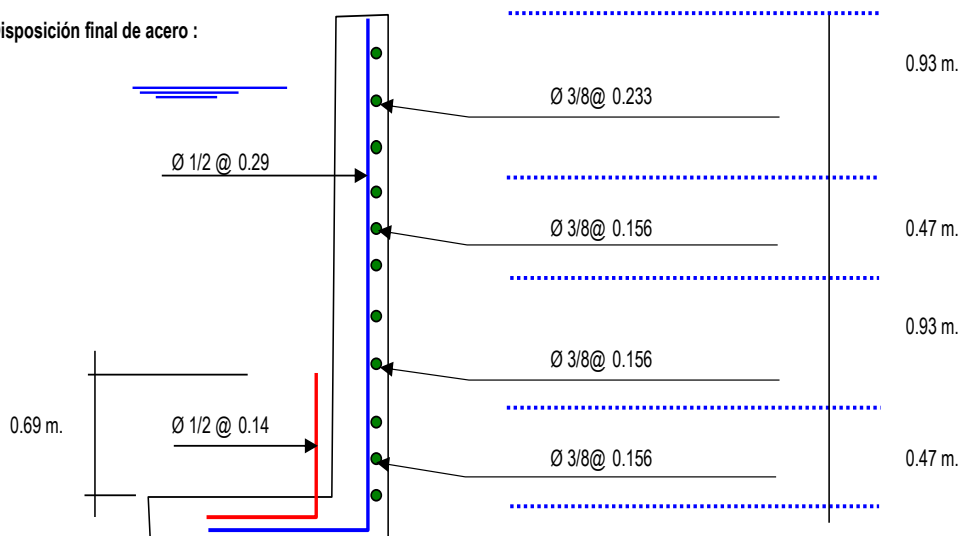 isposición final de acero :
0.93 m.
Ø 3/8@ 0.233
Ø 1/2 @ 0.29
Ø 3/8@ 0.156
0.47 m.
0.93 m.
Ø 3/8@ 0.156
0.69 m.
Ø 1/2 @ 0.14
Ø 3/8@ 0.156
0.47 m.